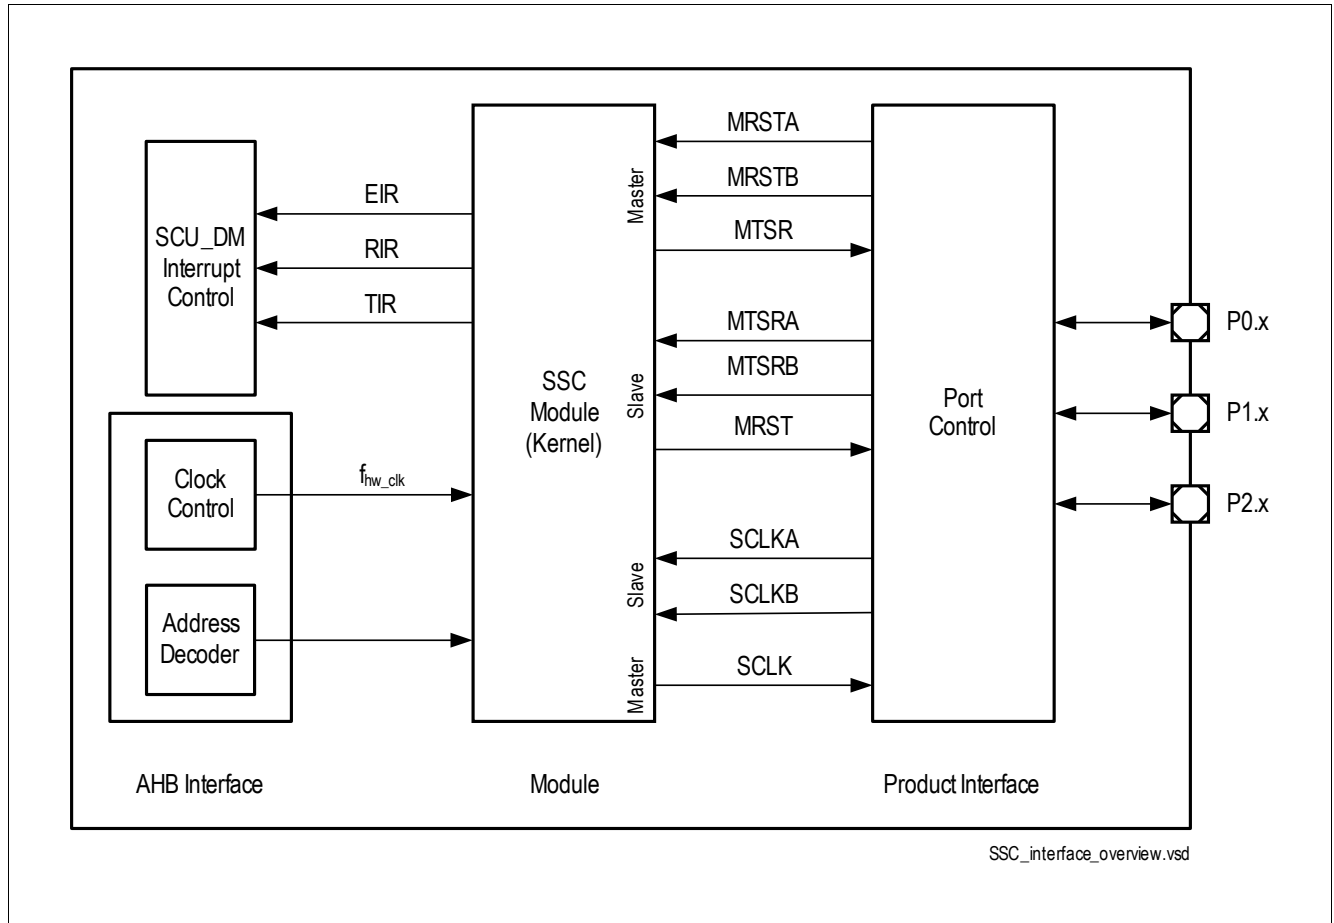 SCU_DM
Interrupt
Control
EIR
RIR
TIR
Clock
Control
fhw_clk
Address
Decoder
AHB Interface
SSC
Module
(Kernel)
Master
Slave
Slave
Master
Module
MRSTA
MRSTB
MTSR
MTSRA
MTSRB
MRST
SCLKA
SCLKB
SCLK
Port
Control
Product Interface
P0.x
P1.x
P2.x
SSC_interface_overview.vsd